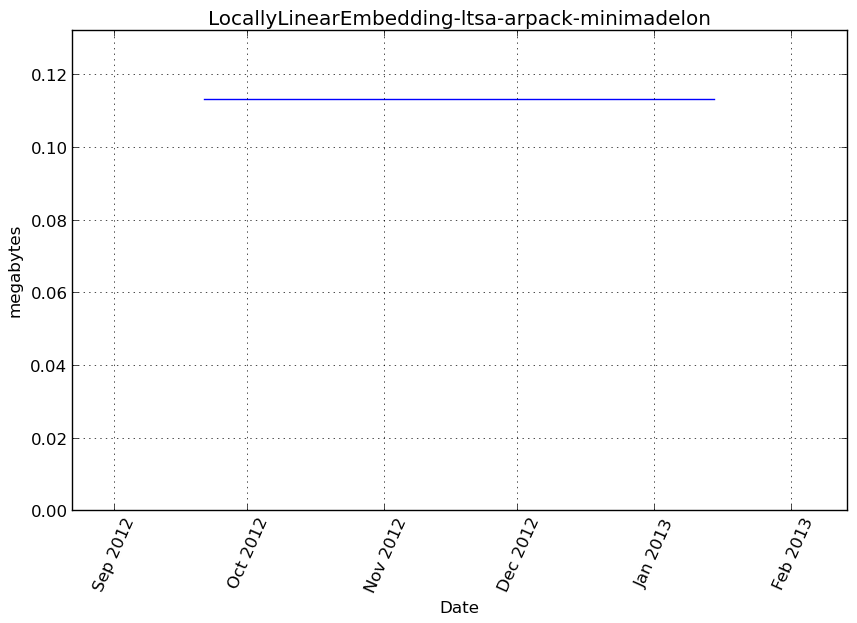 LocallyLinearEmbedding-ltsa-arpack-minimadelon
0.12
0.10
0.08
0.06
0.04
0.02
0.00
megabytes
Sep 2012
Oct 2012
Nov 2012
Dec 2012
Jan 2013
Feb 2013
Date